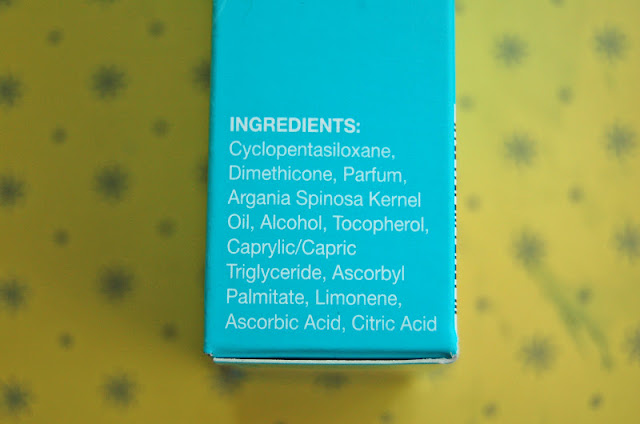 INGREDIENTS:
Cyclopentasiloxane,
Dimethicone, Parfum,
Argania Spinosa Kernel
Oil, Alcohol, Tocopherol,
Caprylic/Capric
Triglyceride, Ascorbyl
Palmitate, Limonene,
Ascorbic Acid, Citric Acid